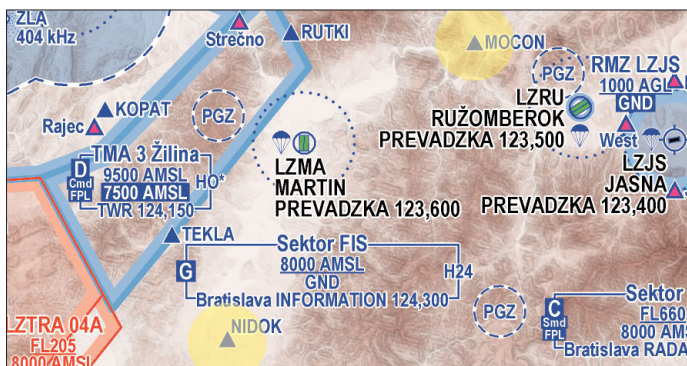 ZLA
404 kHz
Strečno
RUTKI
MOCON
PGZ
RMZ LZJS
1000 AGL
GND
LZRU
RUŽOMBEROK
PREVADZKA 123,500
KOPAT
Rajec
PGZ
West
LZJS
JASNA
PREVADZKA 123,400
TMA 3 Žilina
D
Cmd
FPL
9500 AMSL
7500 AMSL
HO*
TWR 124,150
LZMA
MARTIN
PREVADZKA 123,600
TEKLA
Sektor FIS
G
8000 AMSL
GND
H24
Bratislava INFORMATION 124,300
PGZ
Sektor
C
Smd
FPL
FL660
8000 AMS
Bratislava RADA
NIDOK
LZTRA 04A
FL205
8000 AMSL